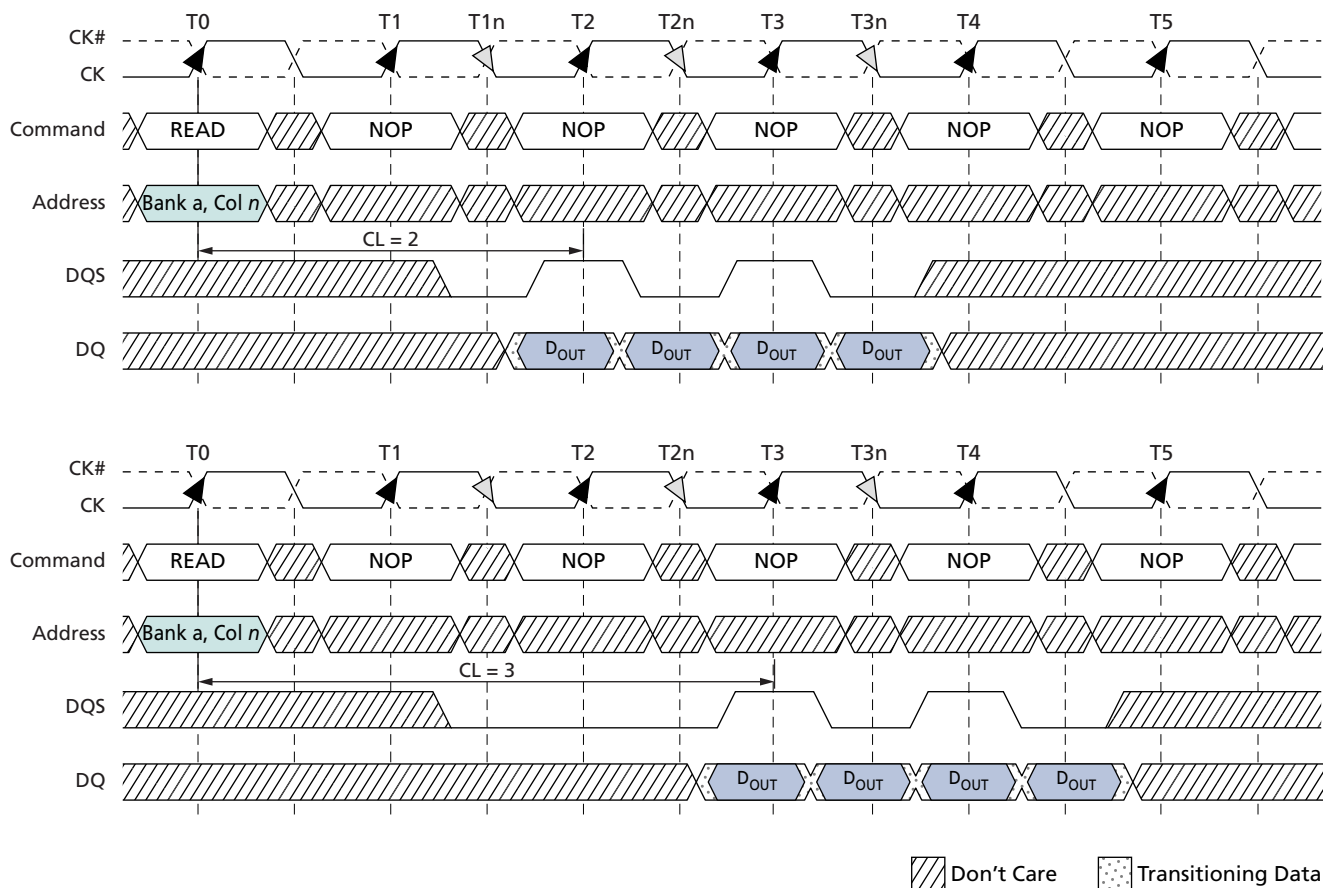 T0 T1 T1n T2 T2n T3 T3n T4 T5
CK#
CK
Command READ NOP NOP NOP NOP NOP
Address Bank a, Col n
CL = 2
DQS
DQ DOUT DOUT DOUT DOUT
T0 T1 T2 T2n T3 T3n T4 T5
CK#
CK
Command READ NOP NOP NOP NOP NOP
Address Bank a, Col n
CL = 3
DQS
DQ DOUT DOUT DOUT DOUT
Don't Care Transitioning Data